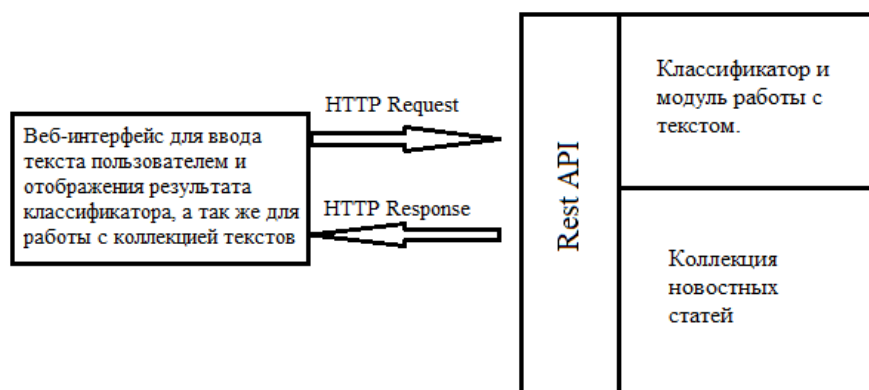 Веб-интерфейс для ввода
текста пользователем и
отображения результата
классификатора, а так же для
работы с коллекцией текстов
HTTP Request
HTTP Response
Rest API
Классификатор и
модуль работы с
текстом.
Коллекция
новостных
статей